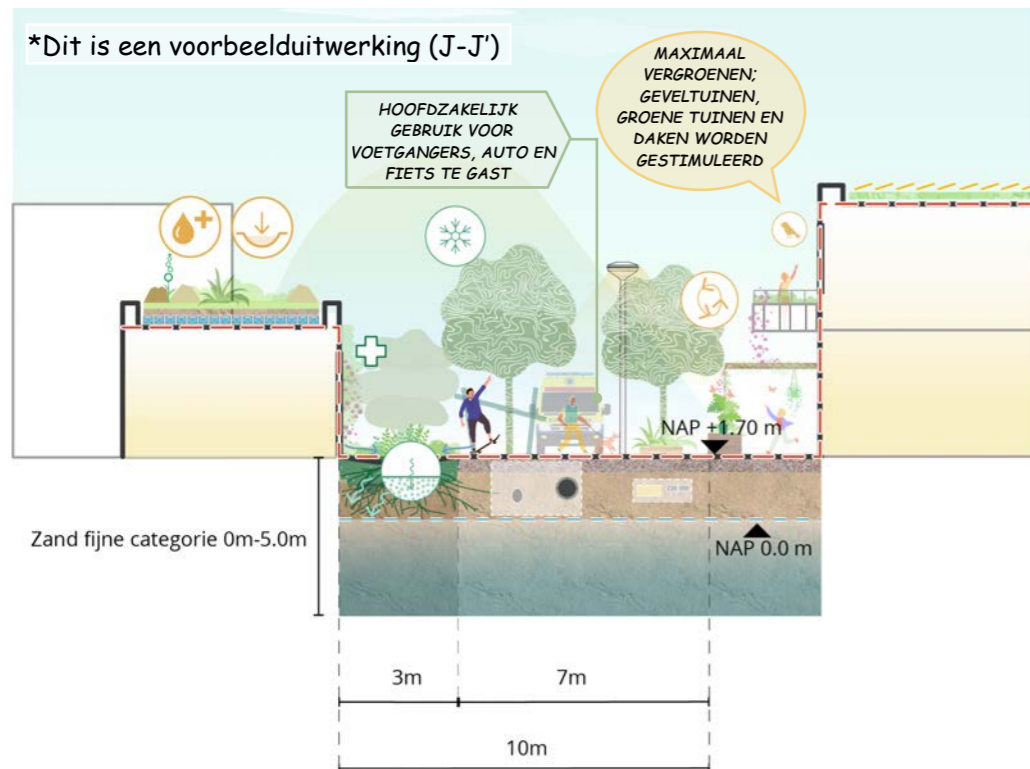 *Dit is een voorbeelduitwerking (J-J')
MAXIMAAL
VERGROENEN;
GEVELTUINEN,
GROENE TUINEN EN
DAKEN WORDEN
GESTIMULEERD
HOOFDZAKELIJK
GEBRUIK VOOR
VOETGANGERS, AUTO EN
FIETS TE GAST
NAP +1.70 m
Zand fijne categorie 0m-5.0m
NAP 0.0 m
3m
7m
10m